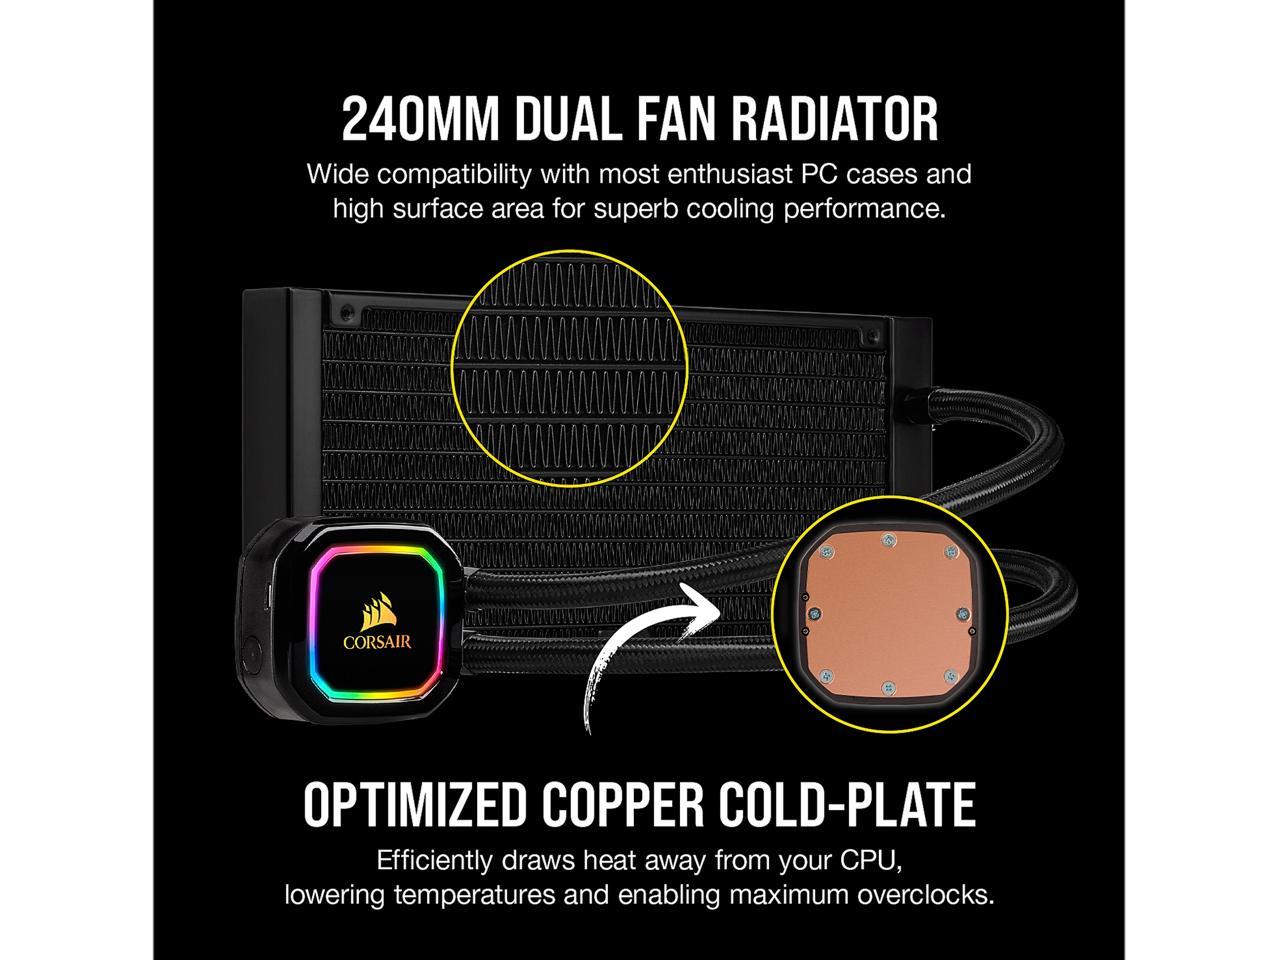 240MM DUAL FAN RADIATOR
Wide compatibility with most enthusiast PC cases and
high surface area for superb cooling performance.
CORSAIR
OPTIMIZED COPPER COLD-PLATE
Efficiently draws heat away from your CPU,
lowering temperatures and enabling maximum overclocks.